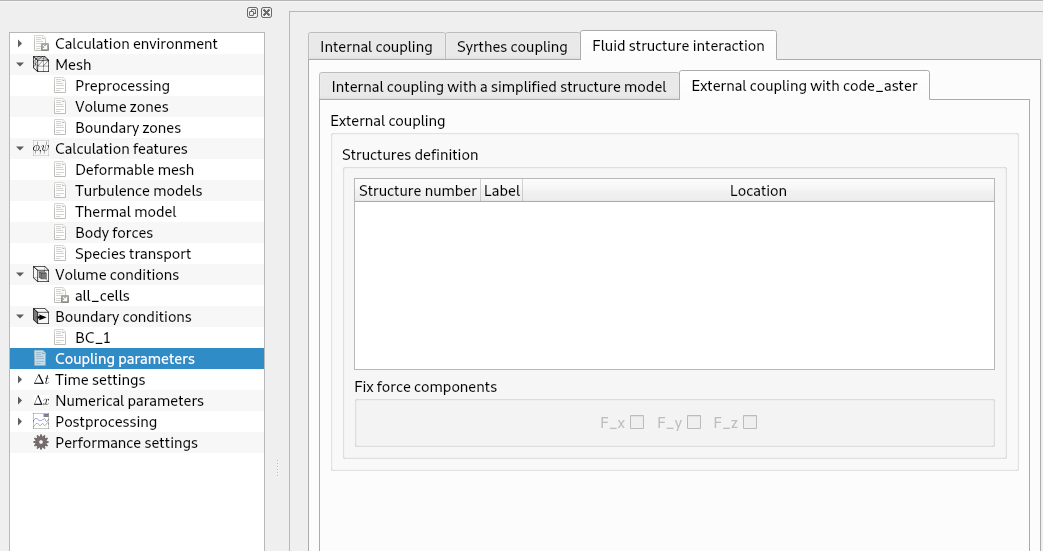 Calculation environment
Mesh
Preprocessing
Volume zones
Boundary zones
Calculation features
Deformable mesh
Turbulence models
Thermal model
Body forces
Species transport
Volume conditions
all_cells
Boundary conditions
BC_1
Coupling parameters
Δt Time settings
Δx Numerical parameters
Postprocessing
Performance settings
Internal coupling Syrthes coupling Fluid structure interaction
Internal coupling with a simplified structure model External coupling with code_aster
External coupling
Structures definition
Structure number Label Location
Fix force components
F_x F_y F_z